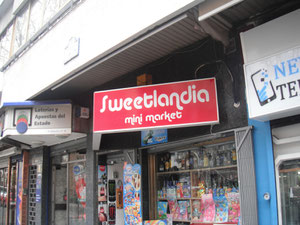 Loterías y
Apuestas del
Estado
Sweetlandia
mini market
NE
TE